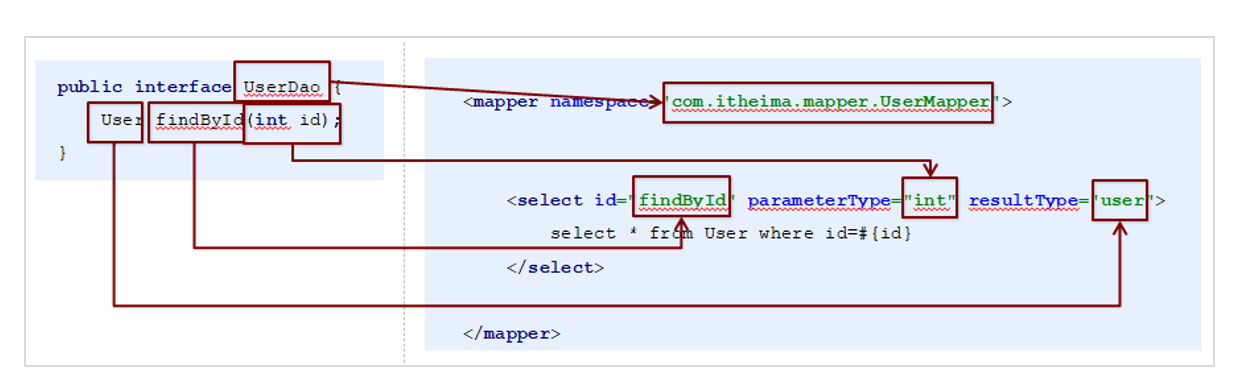 public interface UserDao {
User findById(int id);
}
<mapper namespace="com.itheima.mapper.UserMapper">
<select id="findById" parameterType="int" resultType="user">
select * from User where id=#{id}
</select>
</mapper>